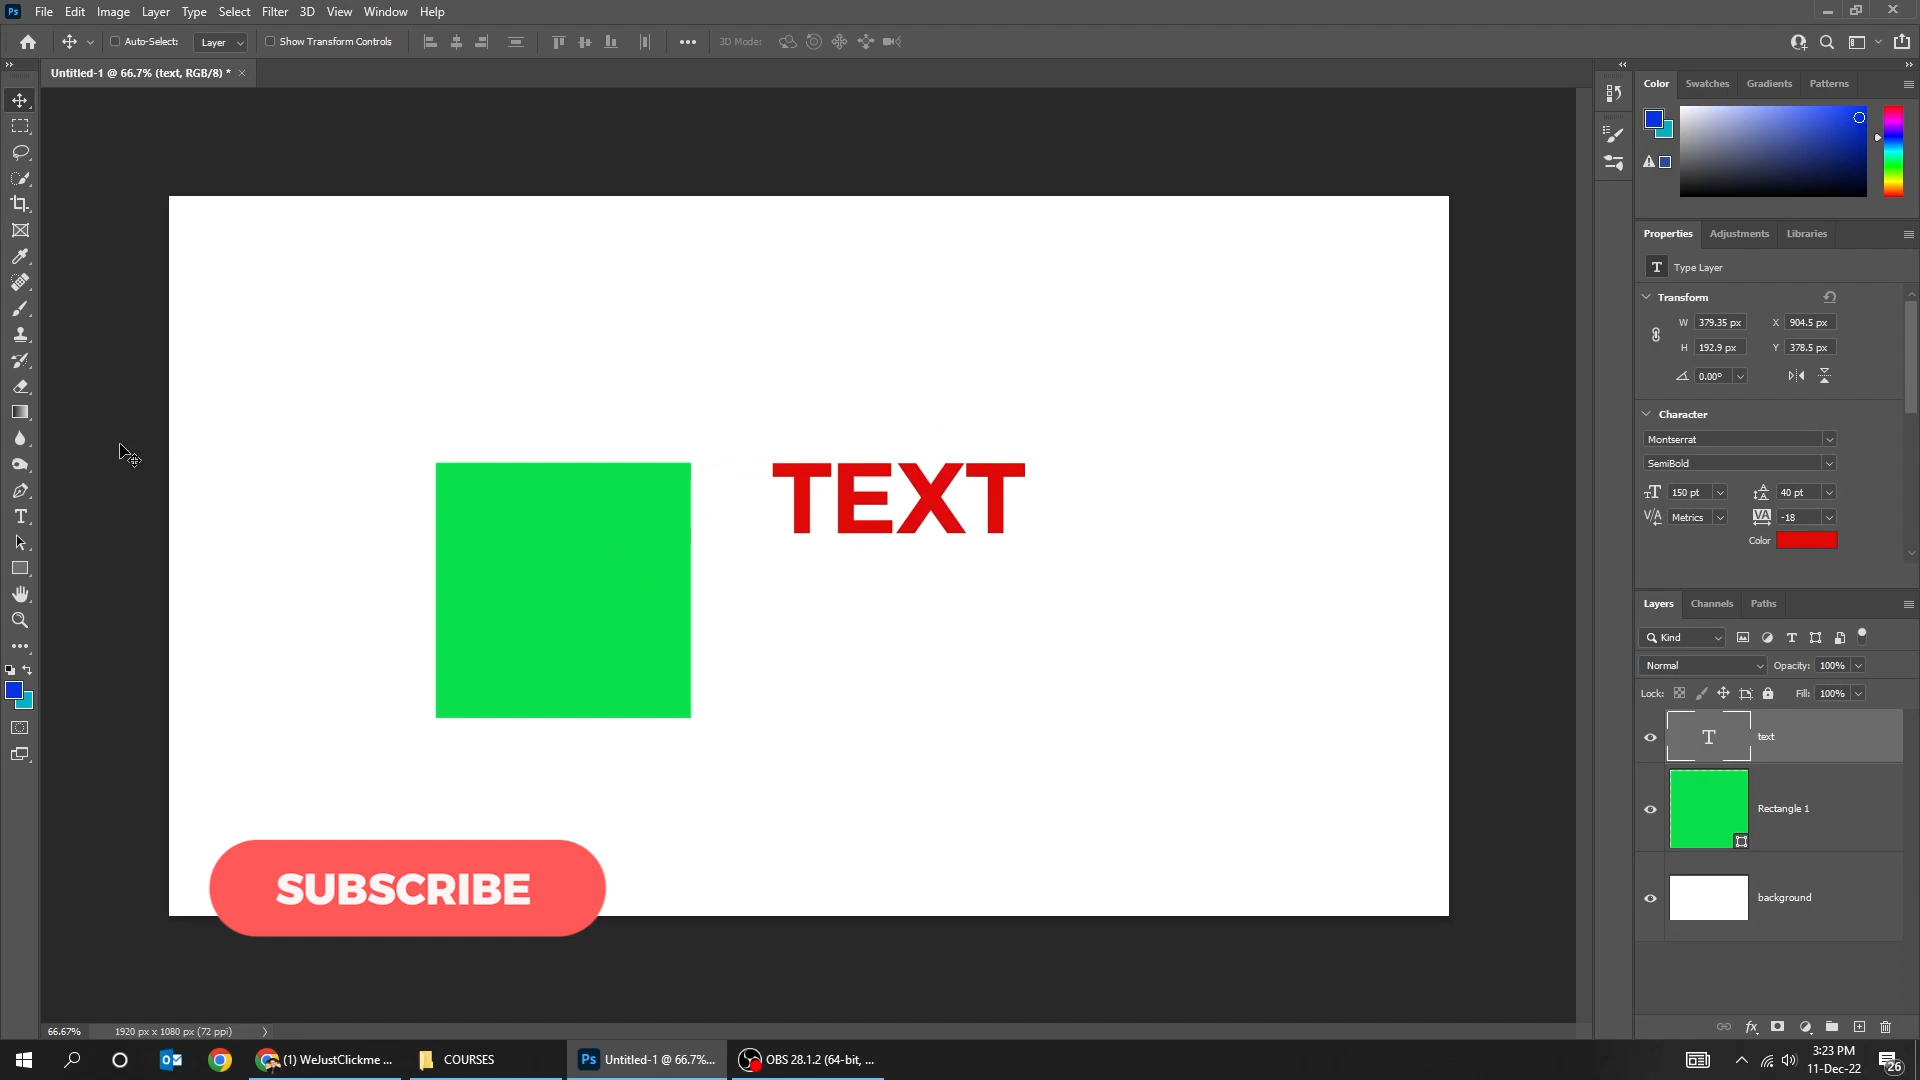 Ps File Edit Image Layer Type Select Filter 3D View Window Help
Auto-Select: Layer Show Transform Controls 3D Mode:
Untitled-1 @ 66.7% (text, RGB/8) * ×
Color Swatches Gradients Patterns
Properties Adjustments Libraries
T Type Layer
Transform
W 379.35 px X 904.5 px
H 192.9 px Y 378.5 px
0.00°
Character
Montserrat
SemiBold
150 pt 40 pt
Metrics -18
Color
TEXT
SUBSCRIBE
Layers Channels Paths
Kind
Normal Opacity: 100%
Lock: Fill: 100%
T text
Rectangle 1
background
66.67% 1920 px x 1080 px (72 ppi)
(1) WeJustClickme ... COURSES Ps Untitled-1 @ 66.7%... OBS 28.1.2 (64-bit, ...
3:23 PM
11-Dec-22
26